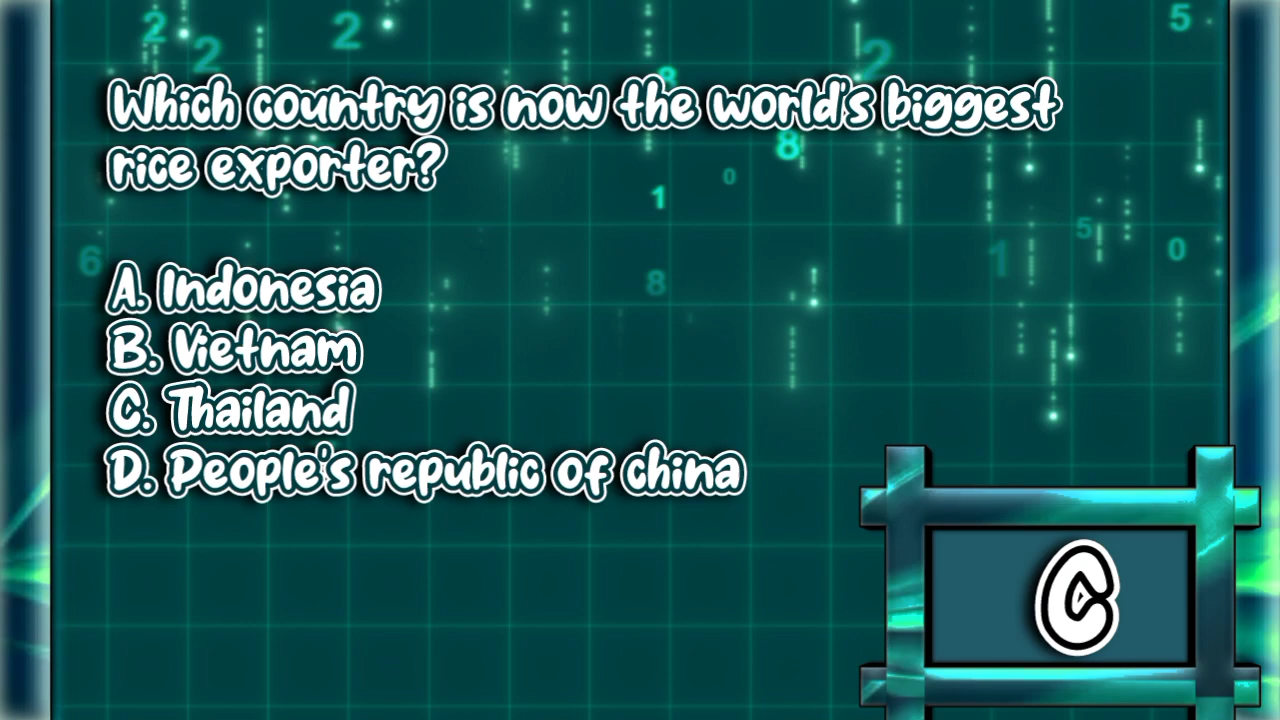 Which country is now the world's biggest
rice exporter?
A. Indonesia
B. Vietnam
C. Thailand
D. People's republic of china
C